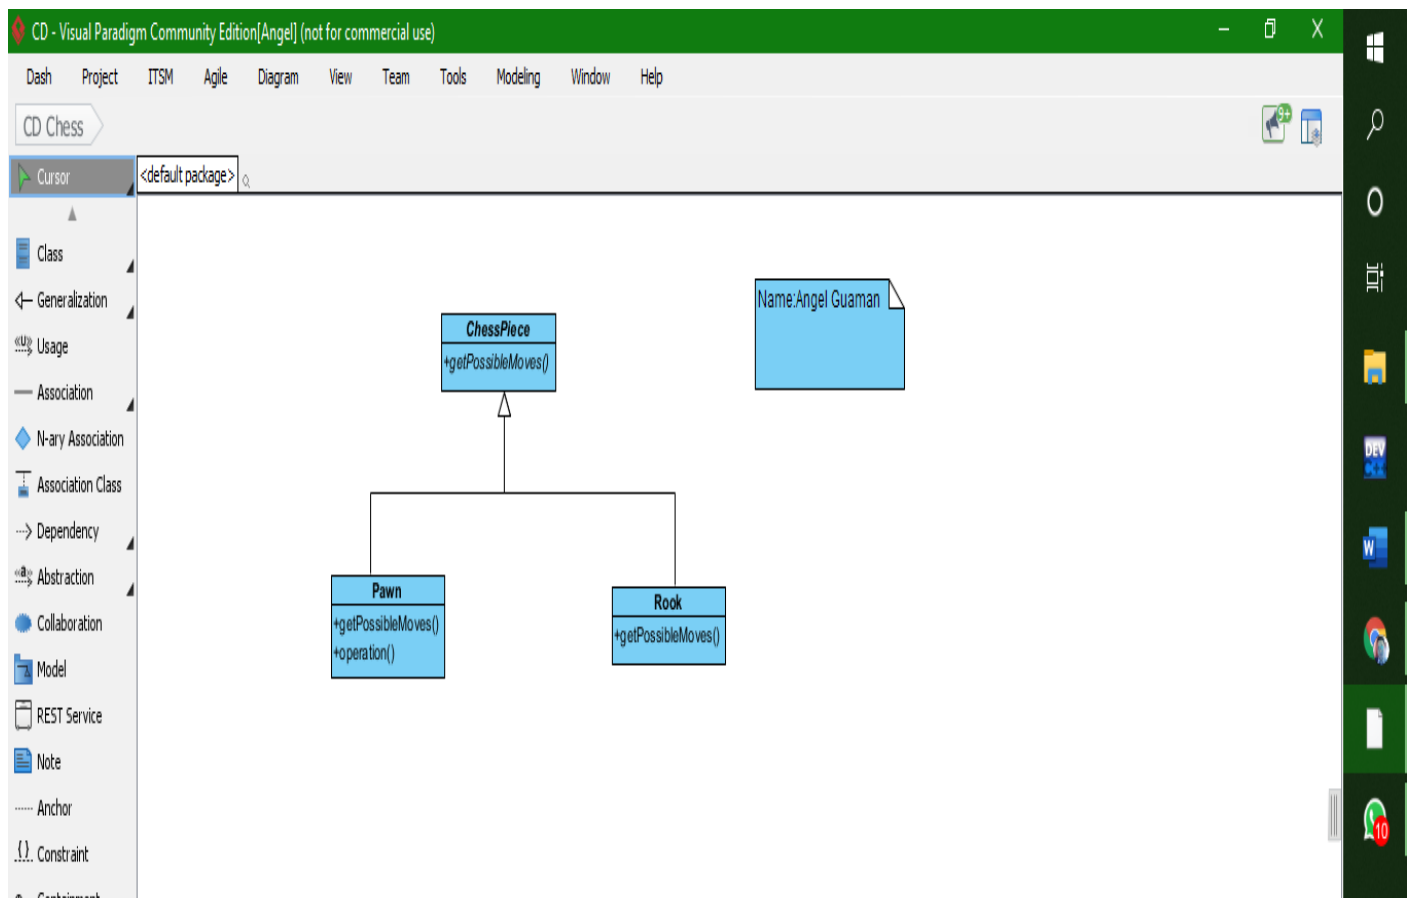 CD - Visual Paradigm Community Edition[Angel] (not for commercial use)
Dash Project ITSM Agile Diagram View Team Tools Modeling Window Help
CD Chess
9+
Cursor
<default package>
Class
Generalization
«U» Usage
Association
N-ary Association
Association Class
Dependency
«a» Abstraction
Collaboration
Model
REST Service
Note
Anchor
{} Constraint
Containment
ChessPiece
+getPossibleMoves()
Name:Angel Guaman
Pawn
+getPossibleMoves()
+operation()
Rook
+getPossibleMoves()
DEV
C++
W
10